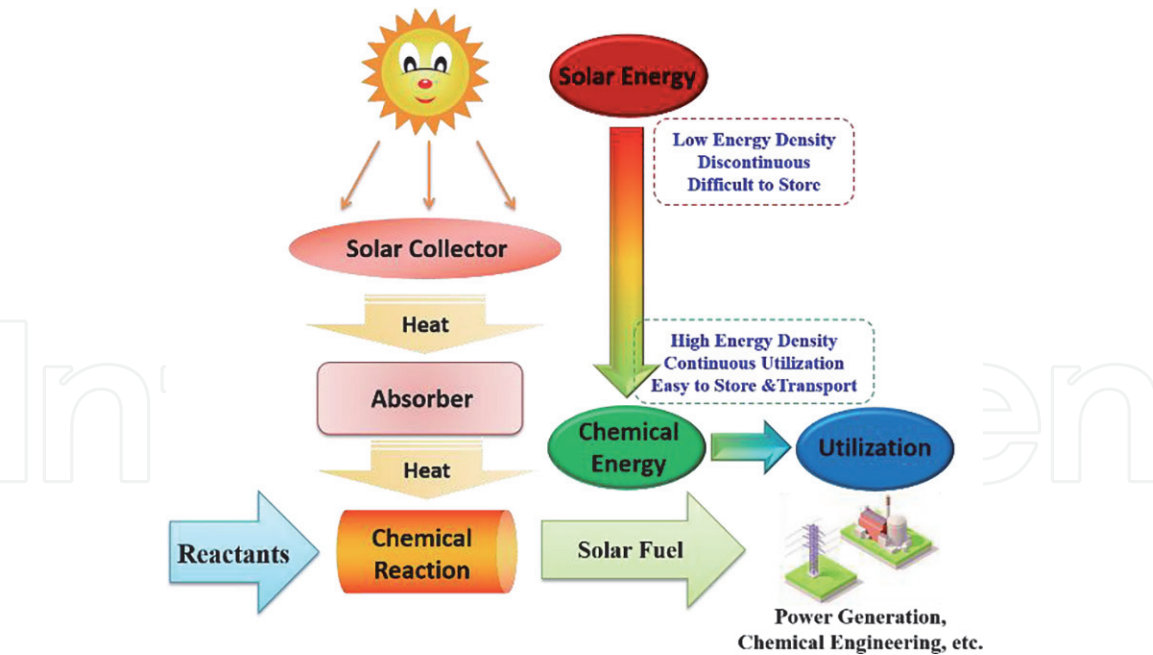 Solar Energy
Low Energy Density
Discontinuous
Difficult to Store
Solar Collector
Heat
High Energy Density
Continuous Utilization
Easy to Store &Transport
Absorber
Chemical
Energy
Utilization
Heat
Reactants
Chemical
Reaction
Solar Fuel
Power Generation,
Chemical Engineering, etc.